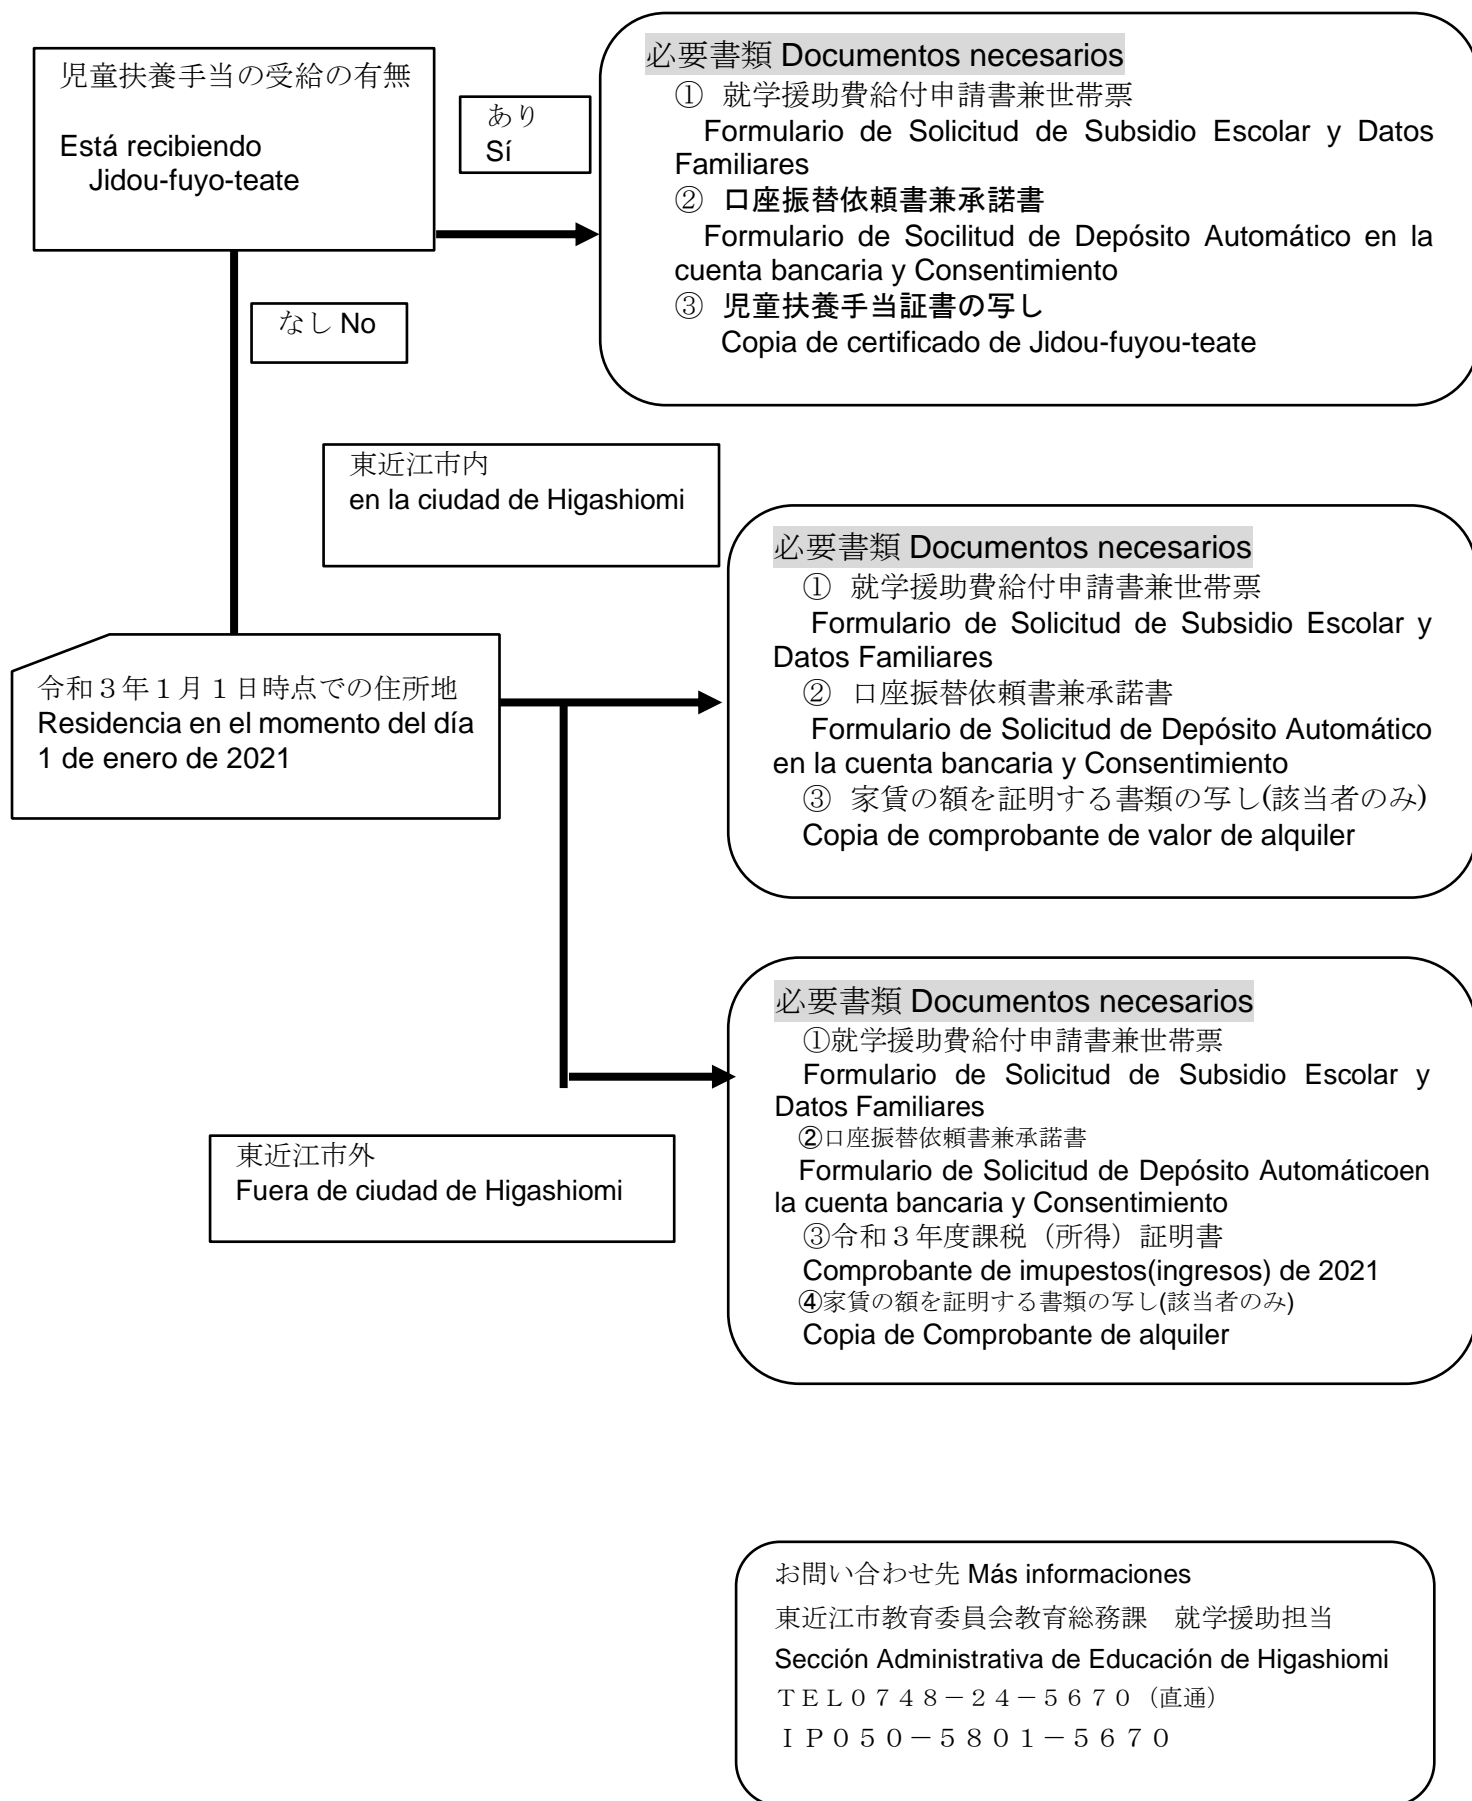 児童扶養手当の受給の有無
Está recibiendo
Jidou-fuyo-teate
あり
Sí
必要書類 Documentos necesarios
① 就学援助費給付申請書兼世帯票
Formulario de Solicitud de Subsidio Escolar y Datos
Familiares
② 口座振替依頼書兼承諾書
Formulario de Socilitud de Depósito Automático en la
cuenta bancaria y Consentimiento
③ 児童扶養手当証書の写し
Copia de certificado de Jidou-fuyou-teate
なし No
東近江市内
en la ciudad de Higashiomi
必要書類 Documentos necesarios
① 就学援助費給付申請書兼世帯票
Formulario de Solicitud de Subsidio Escolar y
Datos Familiares
② 口座振替依頼書兼承諾書
Formulario de Solicitud de Depósito Automático
en la cuenta bancaria y Consentimiento
③ 家賃の額を証明する書類の写し(該当者のみ)
Copia de comprobante de valor de alquiler
令和３年１月１日時点での住所地
Residencia en el momento del día
1 de enero de 2021
必要書類 Documentos necesarios
①就学援助費給付申請書兼世帯票
Formulario de Solicitud de Subsidio Escolar y
Datos Familiares
②口座振替依頼書兼承諾書
Formulario de Solicitud de Depósito Automáticoen
la cuenta bancaria y Consentimiento
③令和３年度課税（所得）証明書
Comprobante de imupestos(ingresos) de 2021
④家賃の額を証明する書類の写し(該当者のみ)
Copia de Comprobante de alquiler
東近江市外
Fuera de ciudad de Higashiomi
お問い合わせ先 Más informaciones
東近江市教育委員会教育総務課　就学援助担当
Sección Administrativa de Educación de Higashiomi
ＴＥＬ０７４８－２４－５６７０（直通）
ＩＰ０５０－５８０１－５６７０